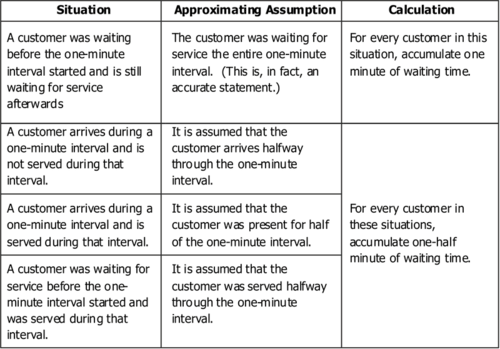 Situation
Approximating Assumption
Calculation
A customer was waiting
before the one-minute
interval started and is still
waiting for service
afterwards
The customer was waiting for
service the entire one-minute
interval. (This is, in fact, an
accurate statement.)
For every customer in this
situation, accumulate one
minute of waiting time.
A customer arrives during a
one-minute interval and is
not served during that
interval.
It is assumed that the
customer arrives halfway
through the one-minute
interval.
A customer arrives during a
one-minute interval and is
served during that interval.
It is assumed that the
customer was present for half
of the one-minute interval.
For every customer in
these situations,
accumulate one-half
minute of waiting time.
A customer was waiting for
service before the one-
minute interval started and
was served during that
interval.
It is assumed that the
customer was served halfway
through the one-minute
interval.